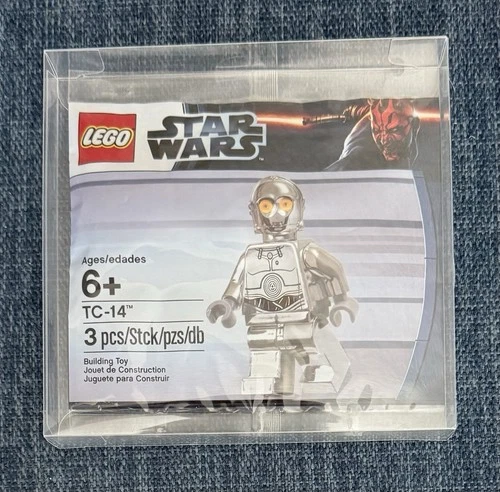 LEGO
STAR
WARS™
Ages/edades
6+
TC-14™
3 pcs/Stck/pzs/db
Building Toy
Jouet de Construction
Juguete para Construir